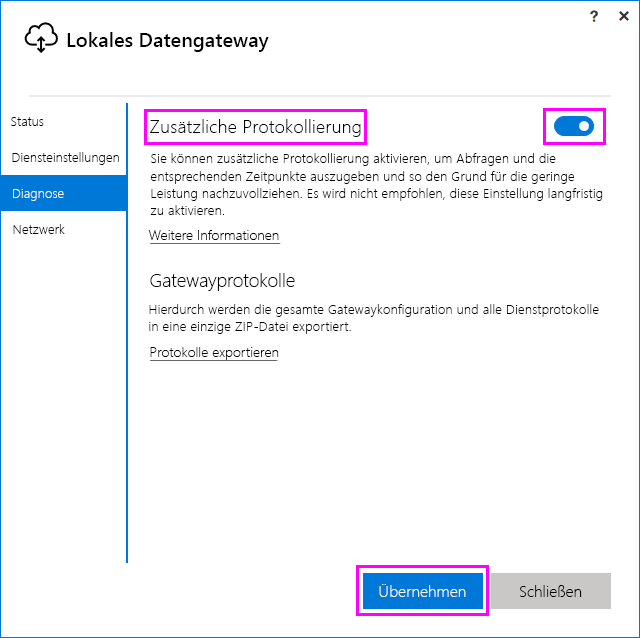 ? ×
Lokales Datengateway
Status
Diensteinstellungen
Diagnose
Netzwerk
Zusätzliche Protokollierung
Sie können zusätzliche Protokollierung aktivieren, um Abfragen und die
entsprechenden Zeitpunkte auszugeben und so den Grund für die geringe
Leistung nachzuvollziehen. Es wird nicht empfohlen, diese Einstellung langfristig
zu aktivieren.
Weitere Informationen
Gatewayprotokolle
Hierdurch werden die gesamte Gatewaykonfiguration und alle Dienstprotokolle
in eine einzige ZIP-Datei exportiert.
Protokolle exportieren
Übernehmen
Schließen